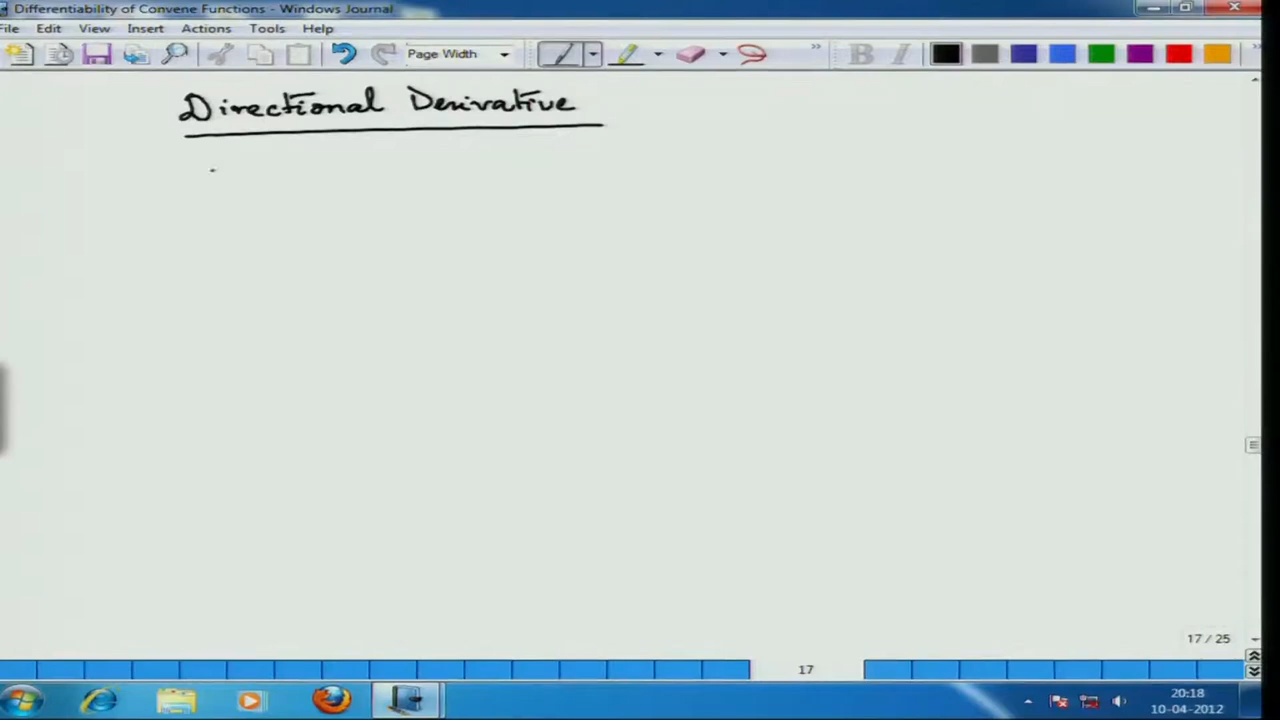 Differentiability of Convene Functions - Windows Journal
File Edit View Insert Actions Tools Help
Page Width
B I
Directional Derivative
17 / 25
17
20:18
10-04-2012